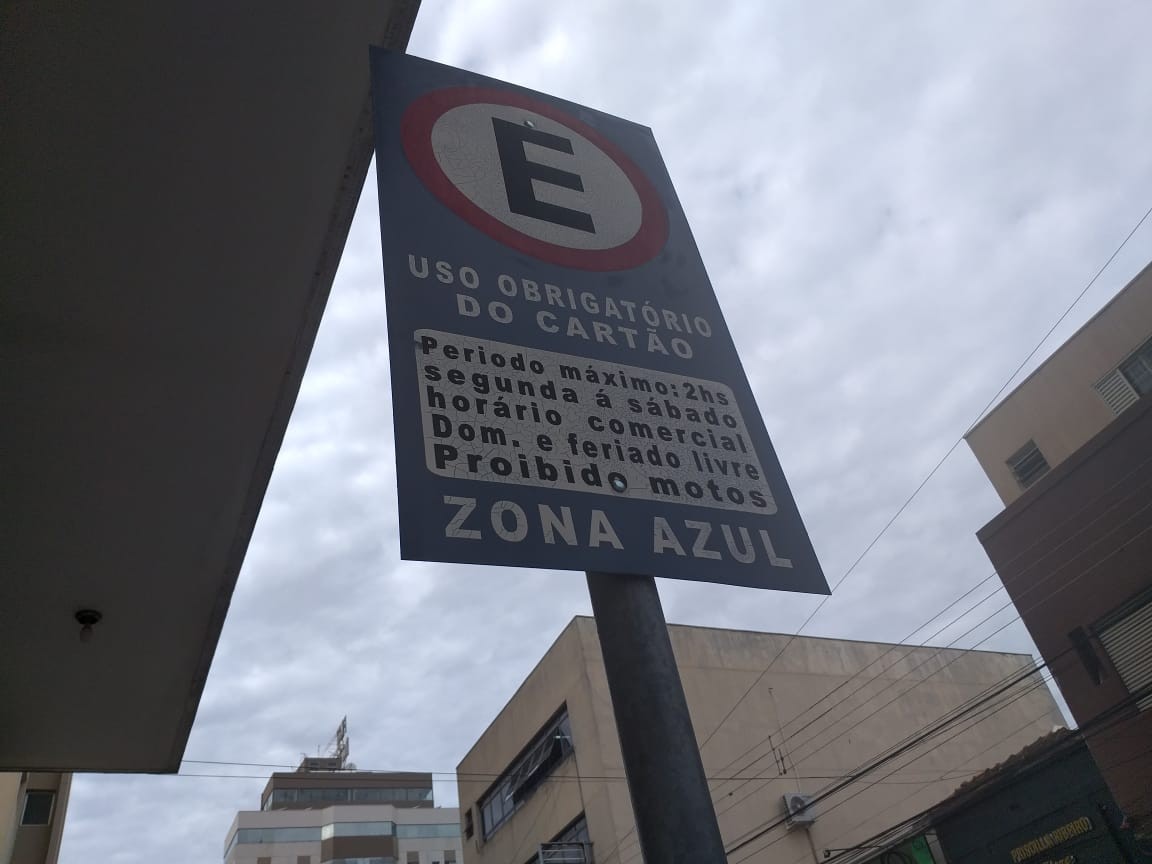 E
USO OBRIGATÓRIO
DO CARTÃO
Periodo máximo:2hs
segunda á sábado
horário comercial
Dom. e feriado livre
Proibido motos
ZONA AZUL